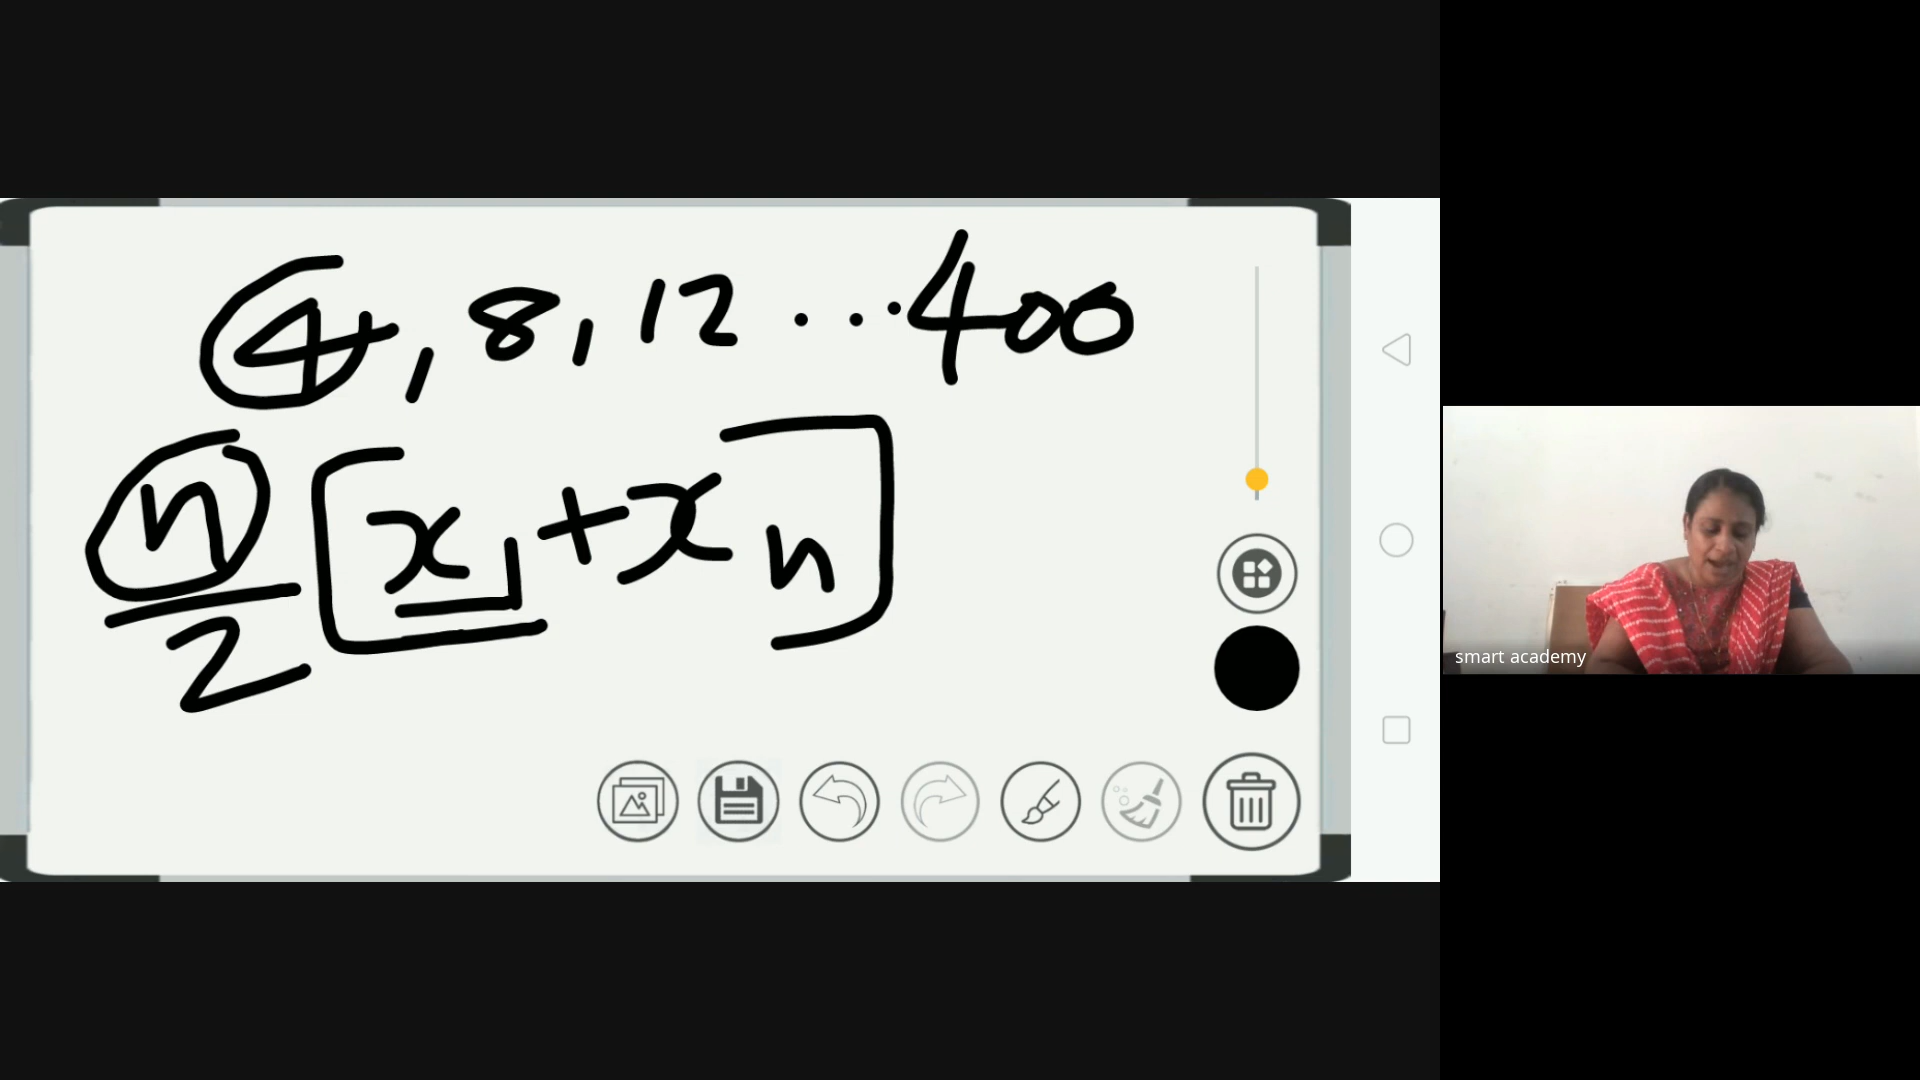 4, 8, 12 ... 400
n/2 [x₁ + xₙ]
smart academy